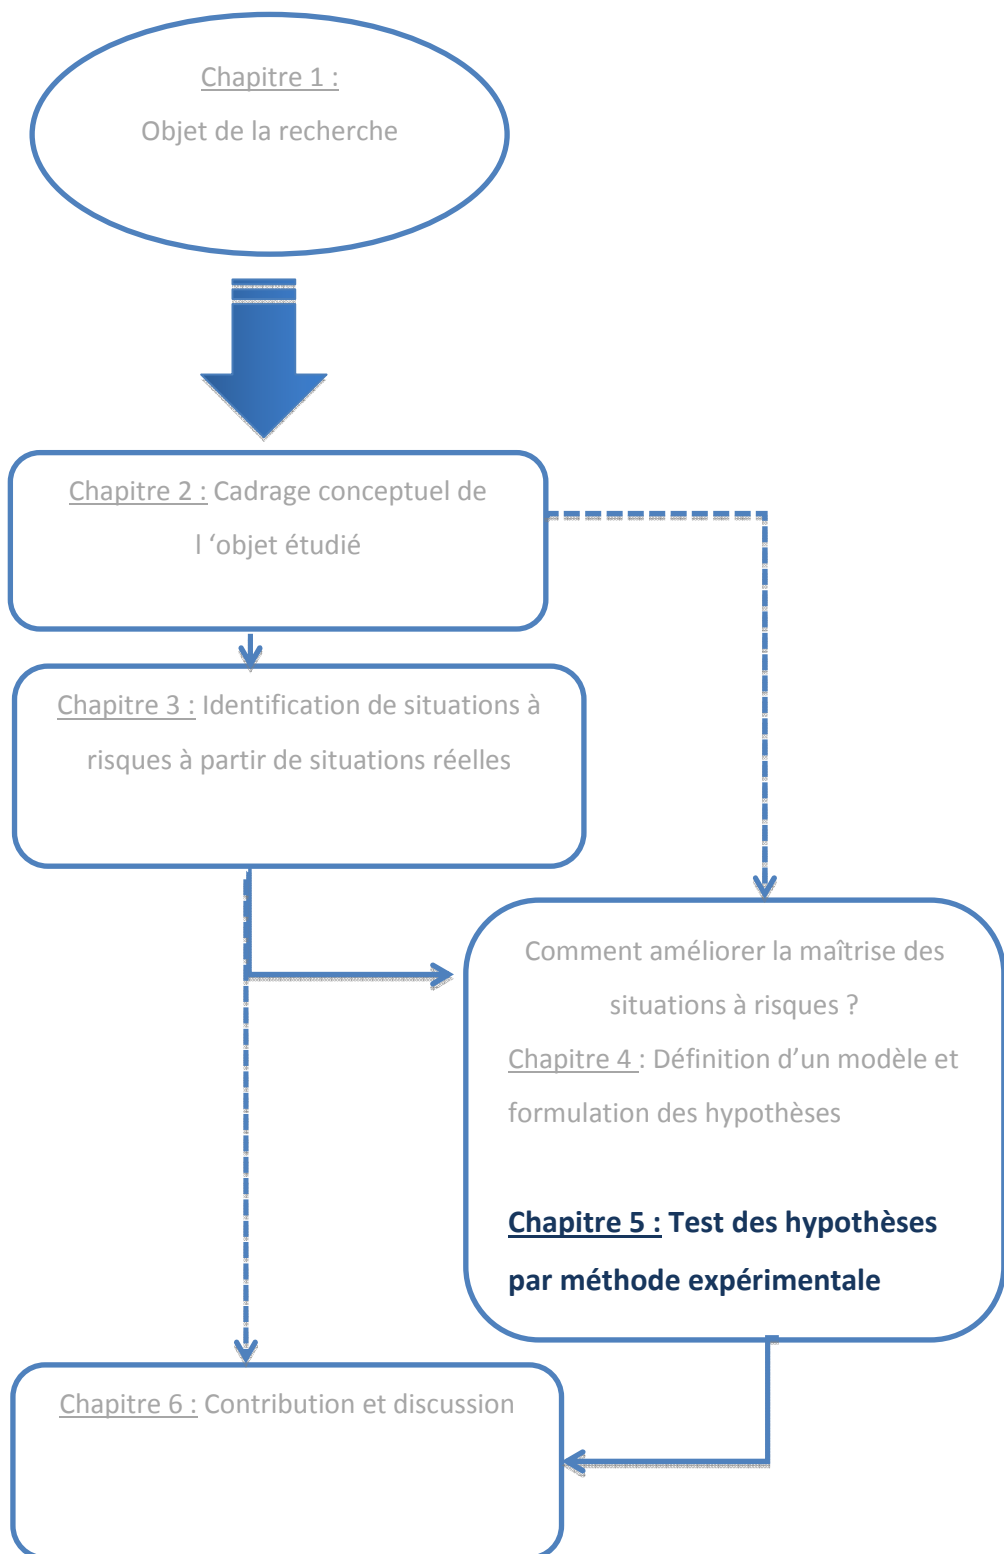 Chapitre 1 :
Objet de la recherche
Chapitre 2 : Cadrage conceptuel de
l ‘objet étudié
Chapitre 3 : Identification de situations à
risques à partir de situations réelles
Comment améliorer la maîtrise des
situations à risques ?
Chapitre 4 : Définition d’un modèle et
formulation des hypothèses
Chapitre 5 : Test des hypothèses
par méthode expérimentale
Chapitre 6 : Contribution et discussion